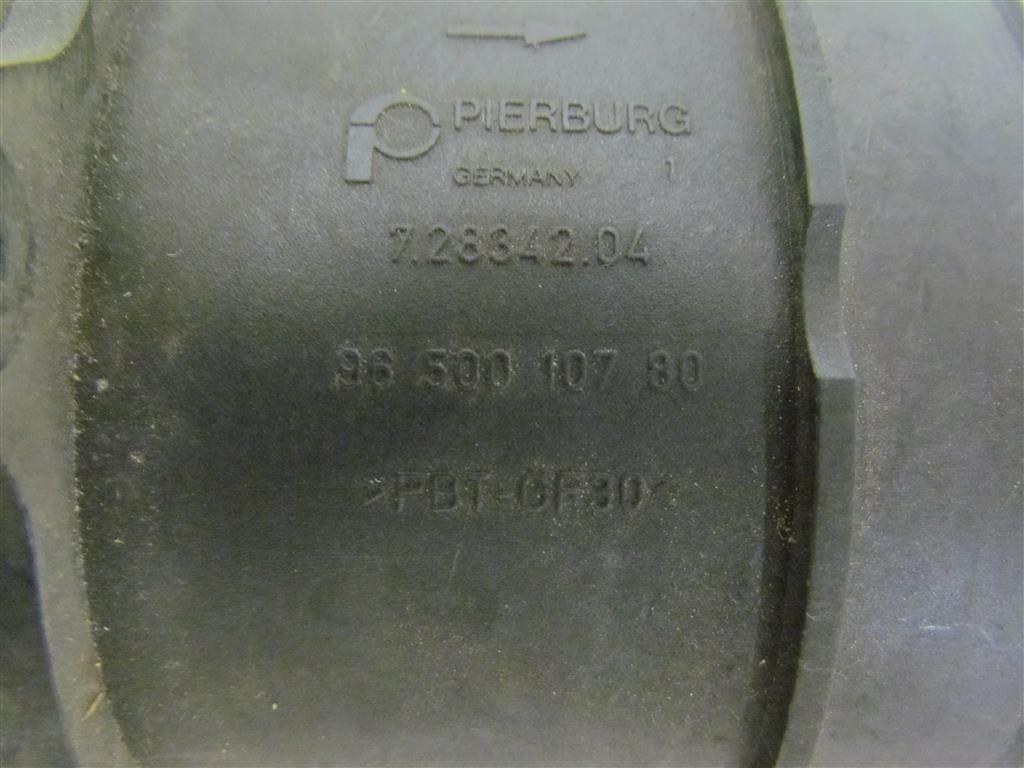 PIERBURG
GERMANY 1
7.28342.04
96 500 107 80
>PBT-GF30<